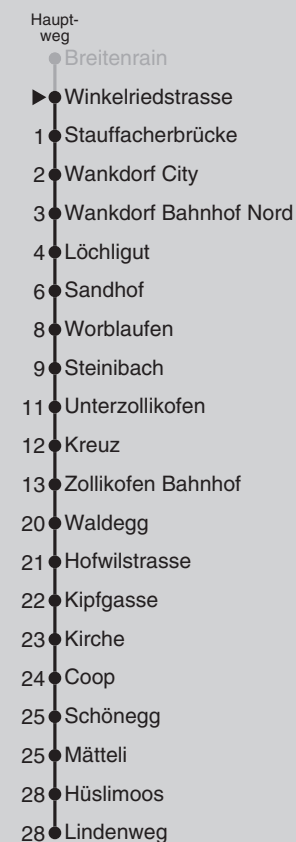 Haupt-
weg
Breitenrain
Winkelriedstrasse
1 Stauffacherbrücke
2 Wankdorf City
3 Wankdorf Bahnhof Nord
4 Löchligut
6 Sandhof
8 Worblaufen
9 Steinibach
11 Unterzollikofen
12 Kreuz
13 Zollikofen Bahnhof
20 Waldegg
21 Hofwilstrasse
22 Kipfgasse
23 Kirche
24 Coop
25 Schönegg
25 Mätteli
28 Hüslimoos
28 Lindenweg